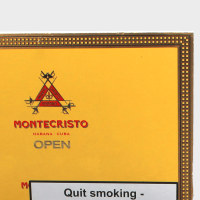 MONTECRISTO
HABANA · CUBA
OPEN
M
Quit smoking -